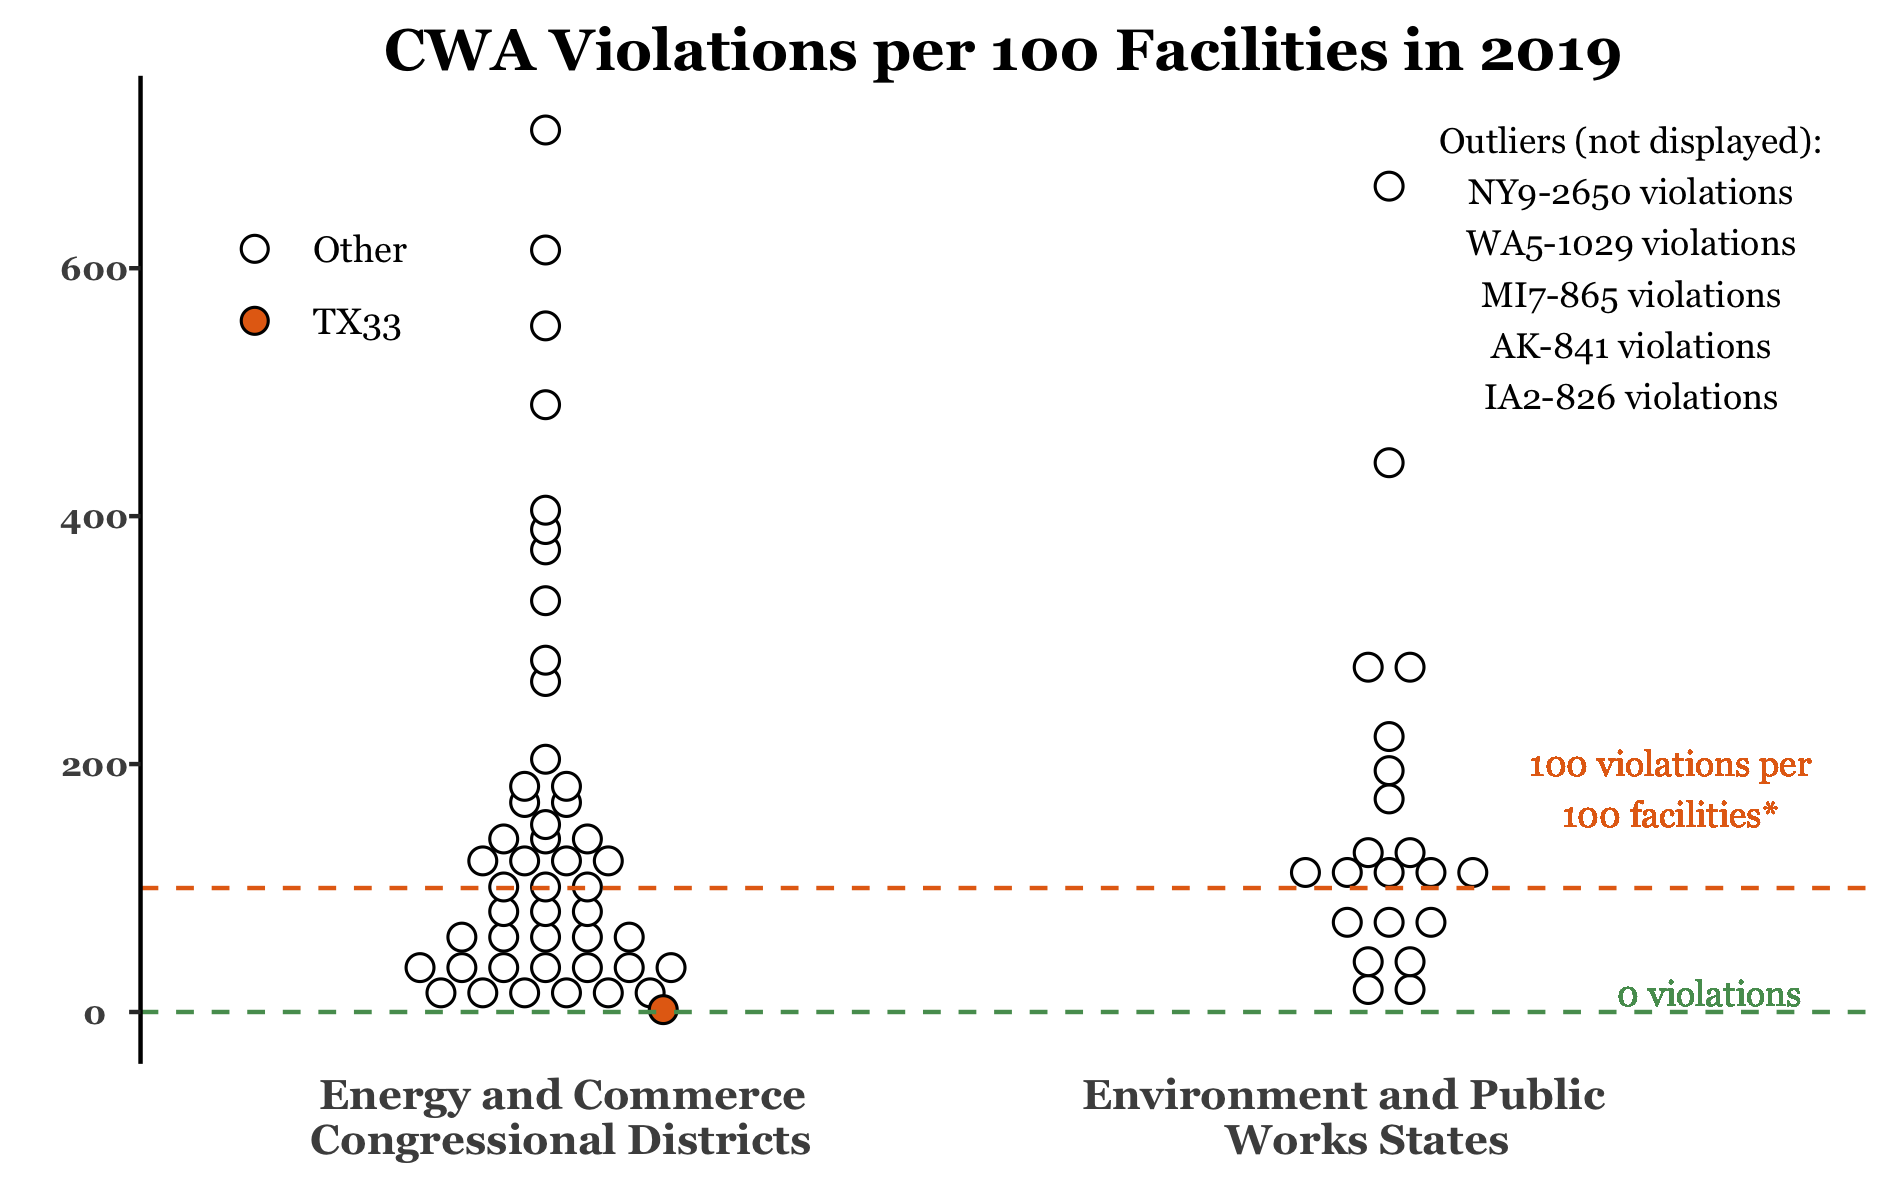 CWA Violations per 100 Facilities in 2019
Outliers (not displayed):
NY9-2650 violations
WA5-1029 violations
MI7-865 violations
AK-841 violations
IA2-826 violations
Other
TX33
600
400
200
0
100 violations per
100 facilities*
0 violations
Energy and Commerce
Congressional Districts
Environment and Public
Works States